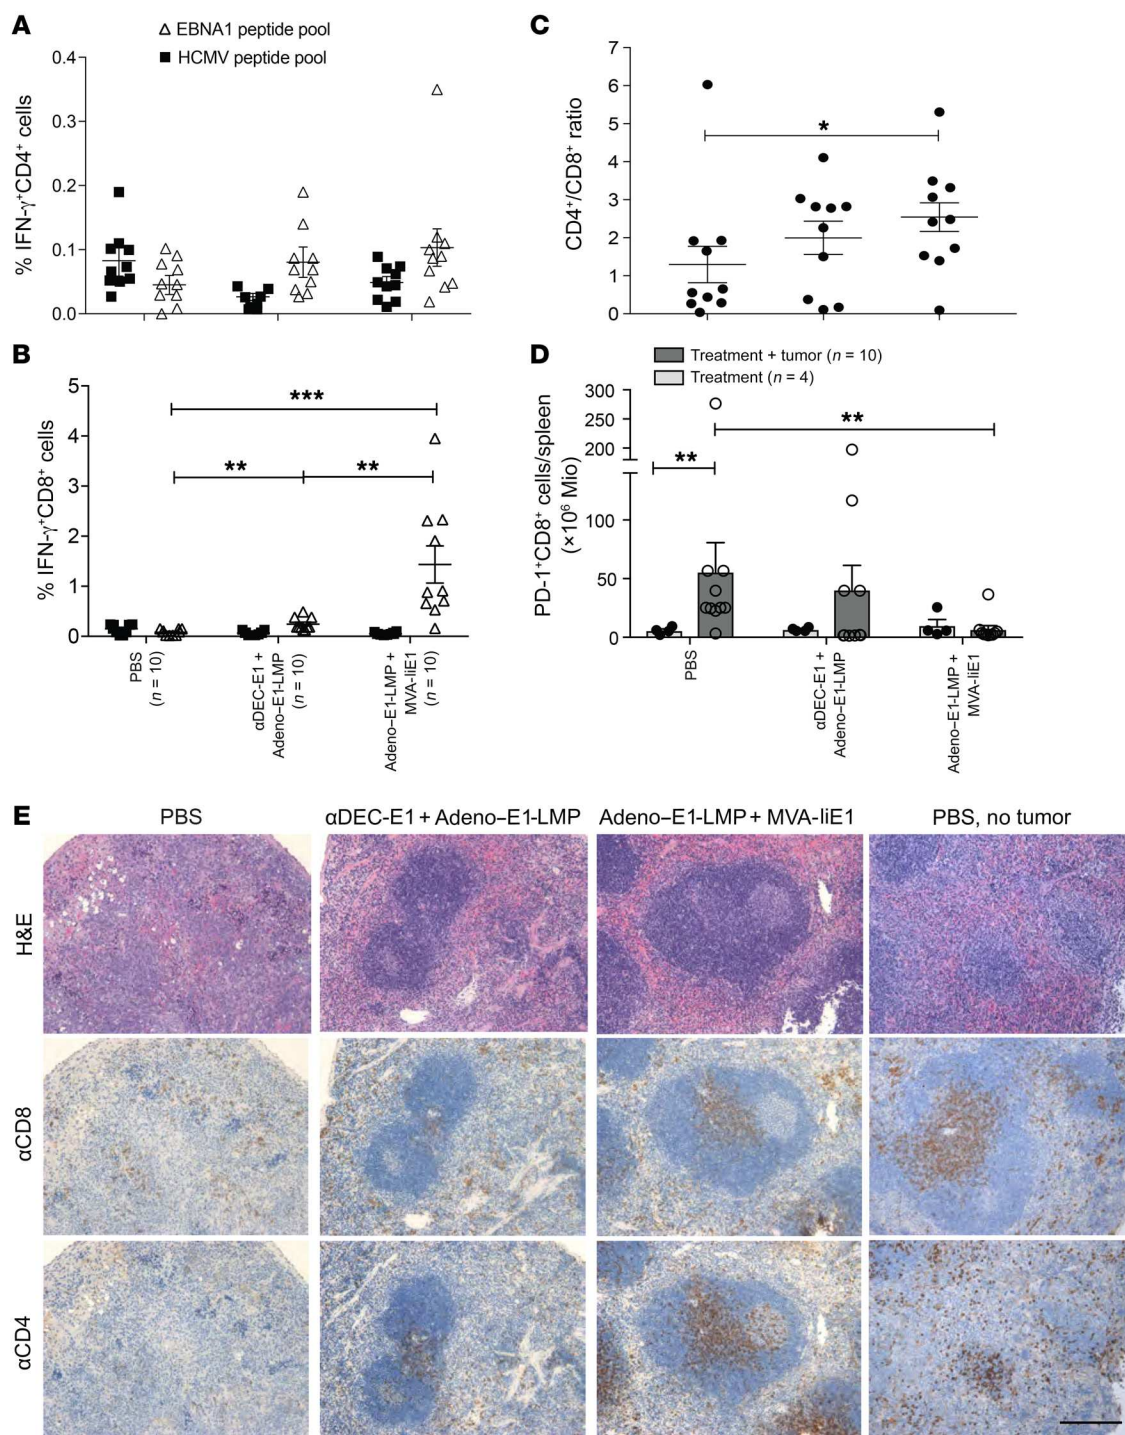 A
△ EBNA1 peptide pool
■ HCMV peptide pool
% IFN-γ⁺CD4⁺ cells
0.4
0.3
0.2
0.1
0.0
C
CD4⁺/CD8⁺ ratio
7
6
5
4
3
2
1
0
*
B
% IFN-γ⁺CD8⁺ cells
5
4
3
2
1
0
***
**
**
PBS
(n = 10)
αDEC-E1 +
Adeno-E1-LMP
(n = 10)
Adeno–E1-LMP +
MVA-IiE1
(n = 10)
D
Treatment + tumor (n = 10)
Treatment (n = 4)
PD-1⁺CD8⁺ cells/spleen
(×10⁶ Mio)
300
250
200
100
50
0
**
**
PBS
αDEC-E1 +
Adeno–E1-LMP
Adeno–E1-LMP +
MVA-IiE1
E
PBS
αDEC-E1 + Adeno–E1-LMP
Adeno–E1-LMP + MVA-IiE1
PBS, no tumor
H&E
αCD8
αCD4